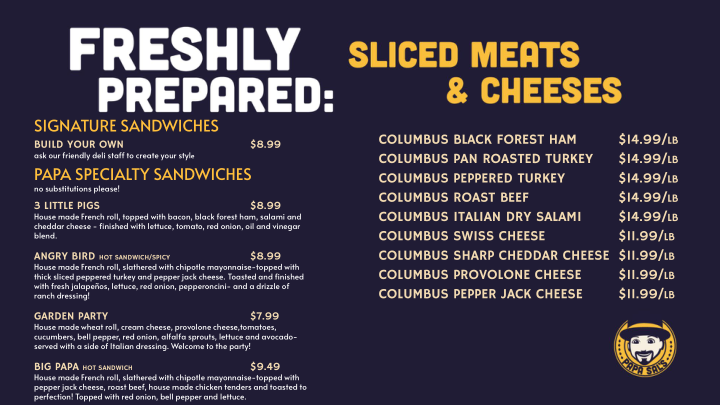 FRESHLY
PREPARED:
SIGNATURE SANDWICHES
BUILD YOUR OWN $8.99
ask our friendly deli staff to create your style
PAPA SPECIALTY SANDWICHES
no substitutions please!
3 LITTLE PIGS $8.99
House made French roll, topped with bacon, black forest ham, salami and
cheddar cheese - finished with lettuce, tomato, red onion, oil and vinegar
blend.
ANGRY BIRD HOT SANDWICH/SPICY $8.99
House made French roll, slathered with chipotle mayonnaise-topped with
thick sliced peppered turkey and pepper jack cheese. Toasted and finished
with fresh jalapeños, lettuce, red onion, pepperoncini- and a drizzle of
ranch dressing!
GARDEN PARTY $7.99
House made wheat roll, cream cheese, provolone cheese,tomatoes,
cucumbers, bell pepper, red onion, alfalfa sprouts, lettuce and avocado-
served with a side of Italian dressing. Welcome to the party!
BIG PAPA HOT SANDWICH $9.49
House made French roll, slathered with chipotle mayonnaise-topped with
pepper jack cheese, roast beef, house made chicken tenders and toasted to
perfection! Topped with red onion, bell pepper and lettuce.
SLICED MEATS
& CHEESES
COLUMBUS BLACK FOREST HAM $14.99/LB
COLUMBUS PAN ROASTED TURKEY $14.99/LB
COLUMBUS PEPPERED TURKEY $14.99/LB
COLUMBUS ROAST BEEF $14.99/LB
COLUMBUS ITALIAN DRY SALAMI $14.99/LB
COLUMBUS SWISS CHEESE $11.99/LB
COLUMBUS SHARP CHEDDAR CHEESE $11.99/LB
COLUMBUS PROVOLONE CHEESE $11.99/LB
COLUMBUS PEPPER JACK CHEESE $11.99/LB
PAPA SAL'S